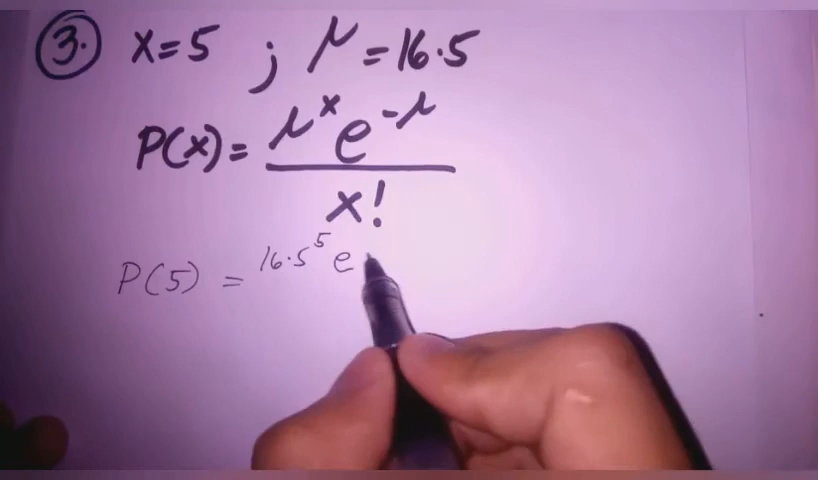 3. x=5 ; μ=16.5
P(x)= μ^x e^-μ / x!
P(5) = 16.5^5 e